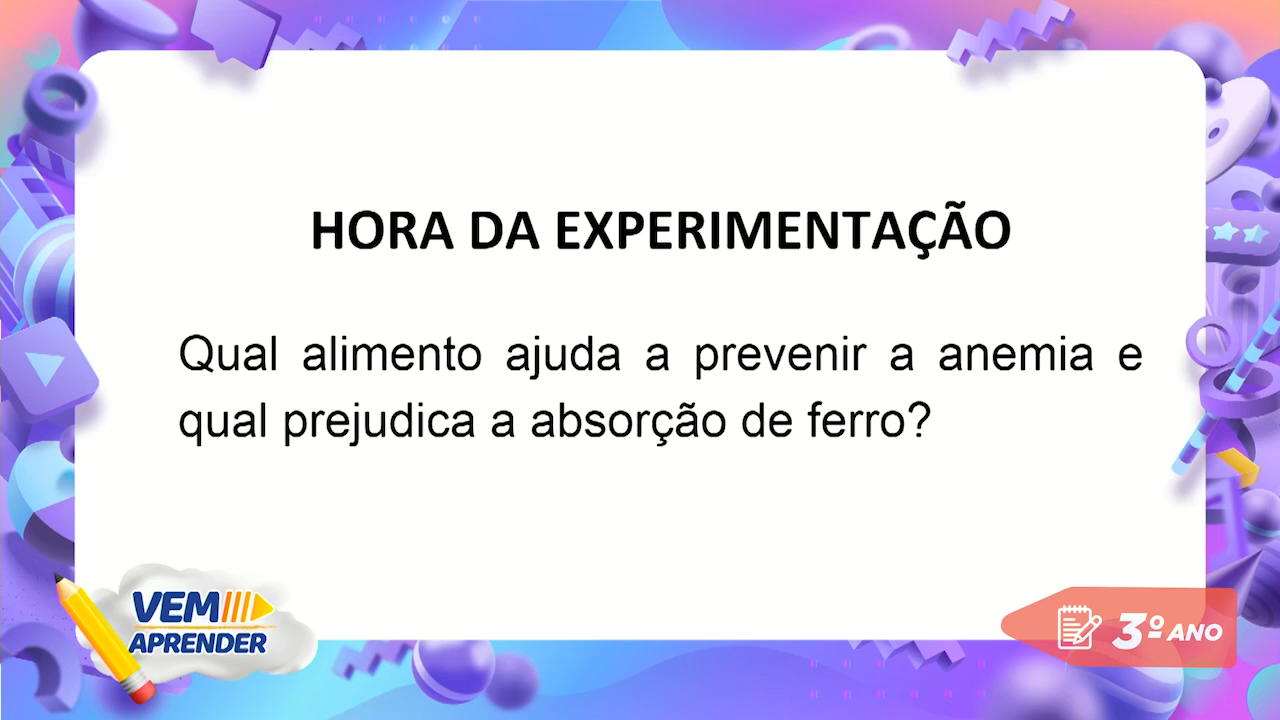 HORA DA EXPERIMENTAÇÃO
Qual alimento ajuda a prevenir a anemia e
qual prejudica a absorção de ferro?
VEM
APRENDER
3º ANO